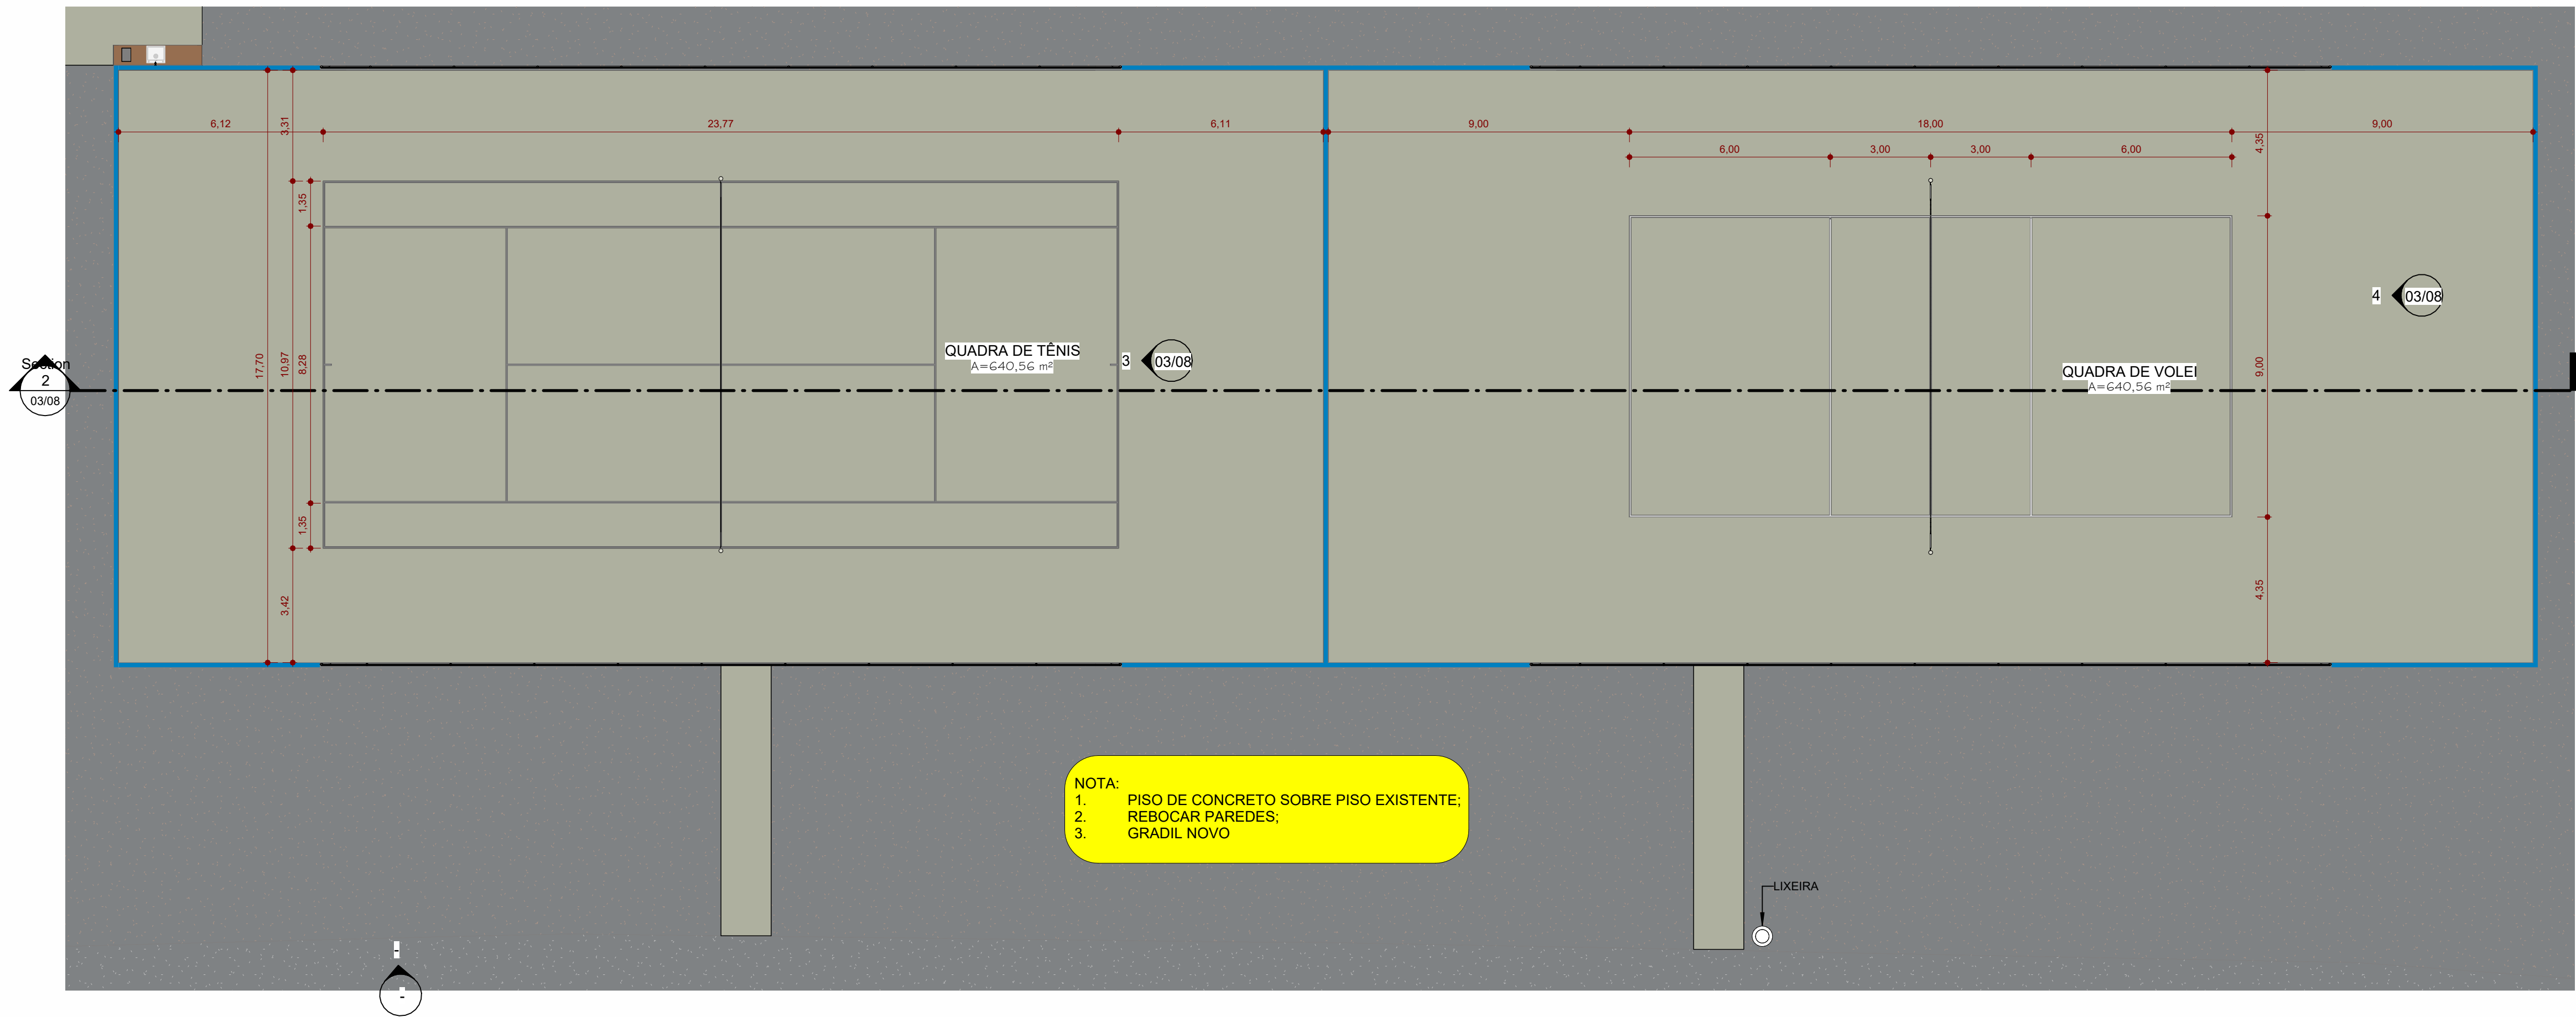 6,12
23,77
6,11
9,00
18,00
9,00
6,00
3,00
3,00
6,00
3,31
4,35
1,35
17,70
10,97
8,28
9,00
1,35
3,42
4,35
Section
2
03/08
QUADRA DE TÊNIS
A=640,56 m²
3
03/08
QUADRA DE VOLEI
A=640,56 m²
4
03/08
NOTA:
1. PISO DE CONCRETO SOBRE PISO EXISTENTE;
2. REBOCAR PAREDES;
3. GRADIL NOVO
LIXEIRA
-
-